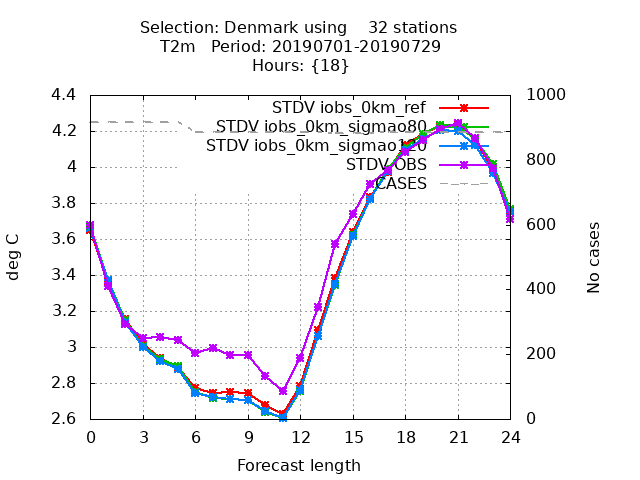 Selection: Denmark using    32 stations
T2m   Period: 20190701-20190729
Hours: {18}
STDV iobs_0km_ref
STDV iobs_0km_sigmao80
STDV iobs_0km_sigmao120
STDV OBS
CASES
deg C
4.4
4.2
4
3.8
3.6
3.4
3.2
3
2.8
2.6
1000
800
600
400
200
0
No cases
0 3 6 9 12 15 18 21 24
Forecast length